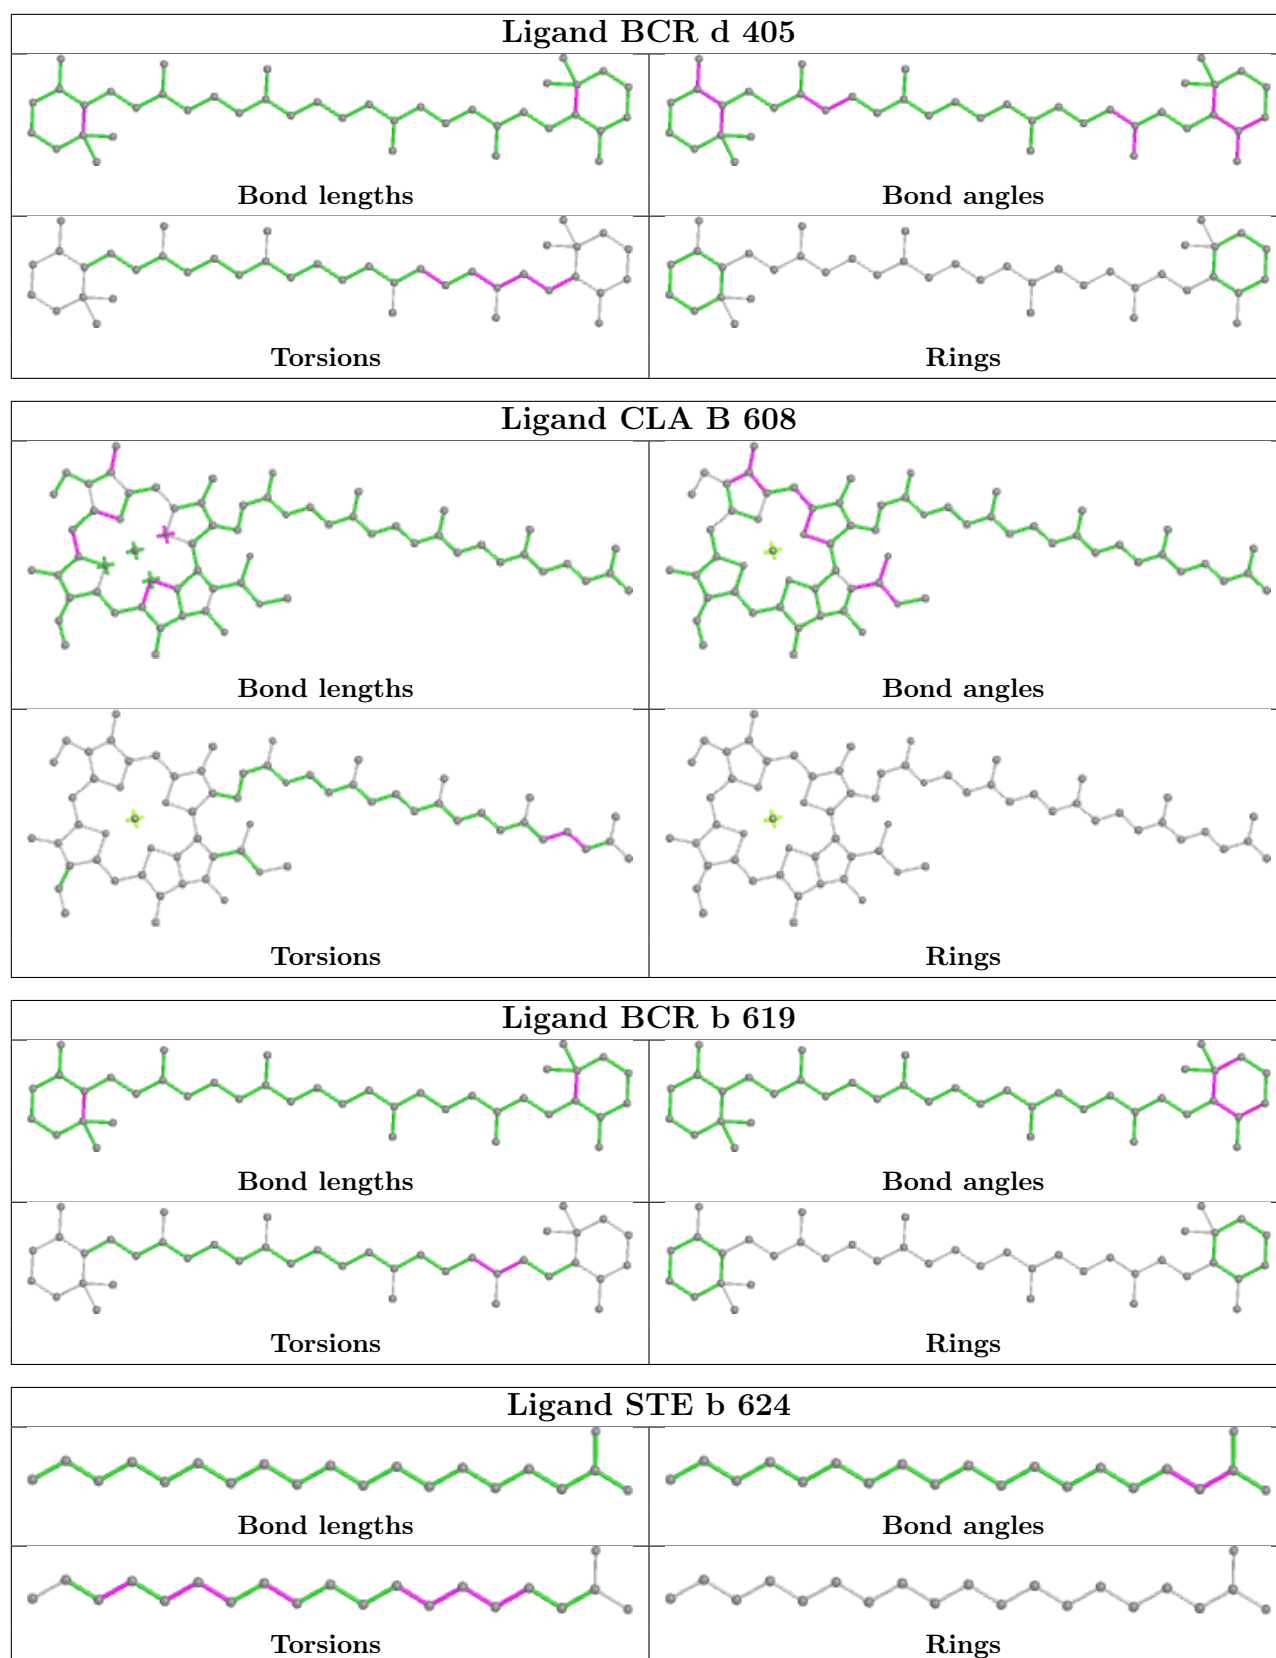 Ligand BCR d 405
Bond lengths
Bond angles
Torsions
Rings
Ligand CLA B 608
Bond lengths
Bond angles
Torsions
Rings
Ligand BCR b 619
Bond lengths
Bond angles
Torsions
Rings
Ligand STE b 624
Bond lengths
Bond angles
Torsions
Rings